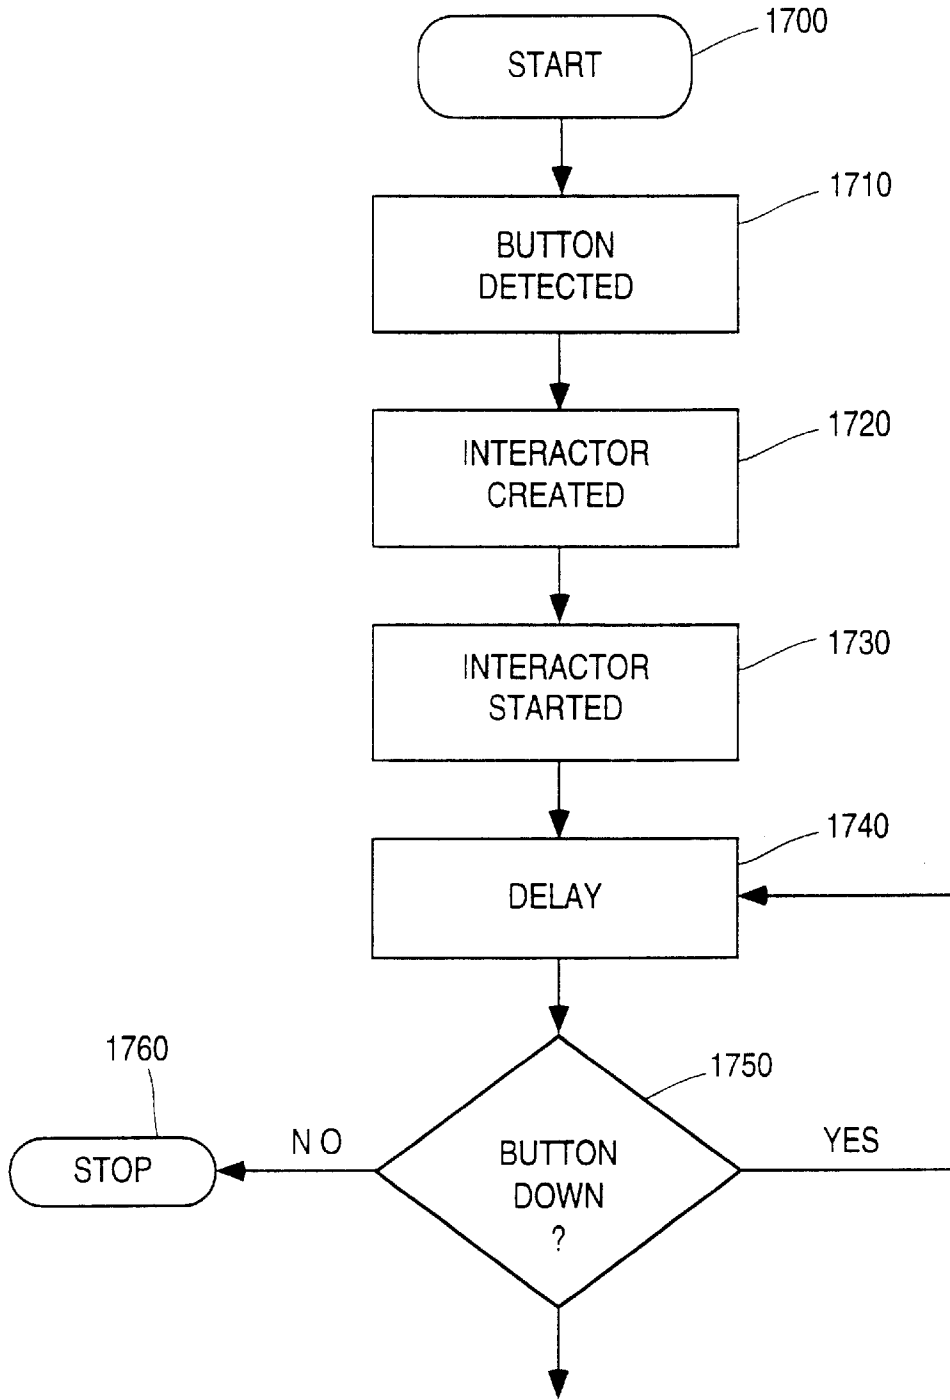 1700
START
1710
BUTTON
DETECTED
1720
INTERACTOR
CREATED
1730
INTERACTOR
STARTED
1740
DELAY
1760
1750
STOP
NO
BUTTON
DOWN
?
YES